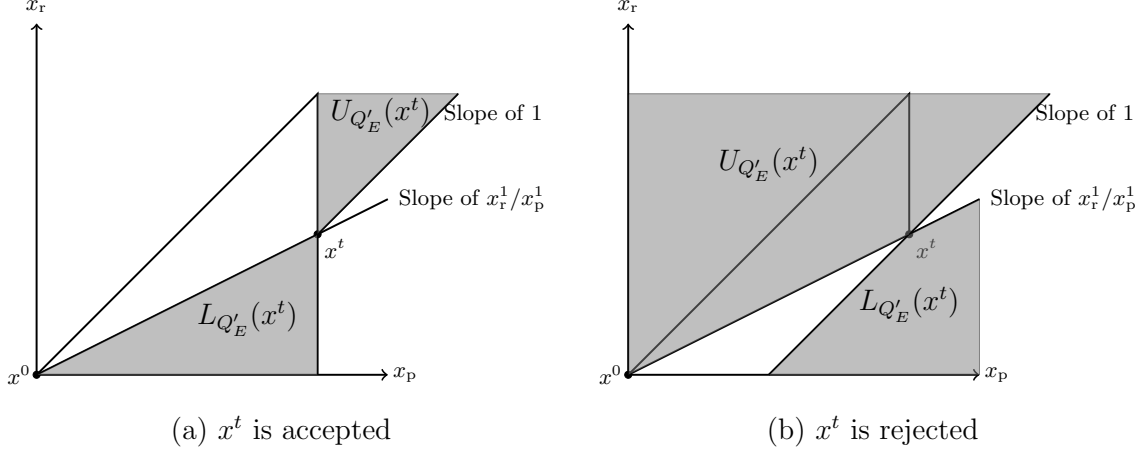 x_r
U_{Q'_E}(x^t)
Slope of 1
Slope of x_r^1/x_p^1
x^t
L_{Q'_E}(x^t)
x^0
x_p
(a) x^t is accepted
x_r
U_{Q'_E}(x^t)
Slope of 1
Slope of x_r^1/x_p^1
x^t
L_{Q'_E}(x^t)
x^0
x_p
(b) x^t is rejected